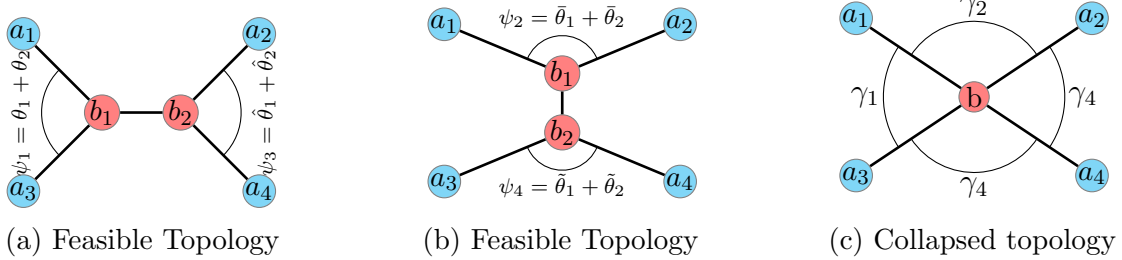 a₁
a₂
ψ₁ = θ₁ + θ₂
b₁
b₂
ψ₃ = θ̂₁ + θ̂₂
a₃
a₄
(a) Feasible Topology
a₁
ψ₂ = θ̄₁ + θ̄₂
a₂
b₁
b₂
a₃
ψ₄ = θ̃₁ + θ̃₂
a₄
(b) Feasible Topology
a₁
γ₂
a₂
γ₁
b
γ₄
a₃
γ₄
a₄
(c) Collapsed topology